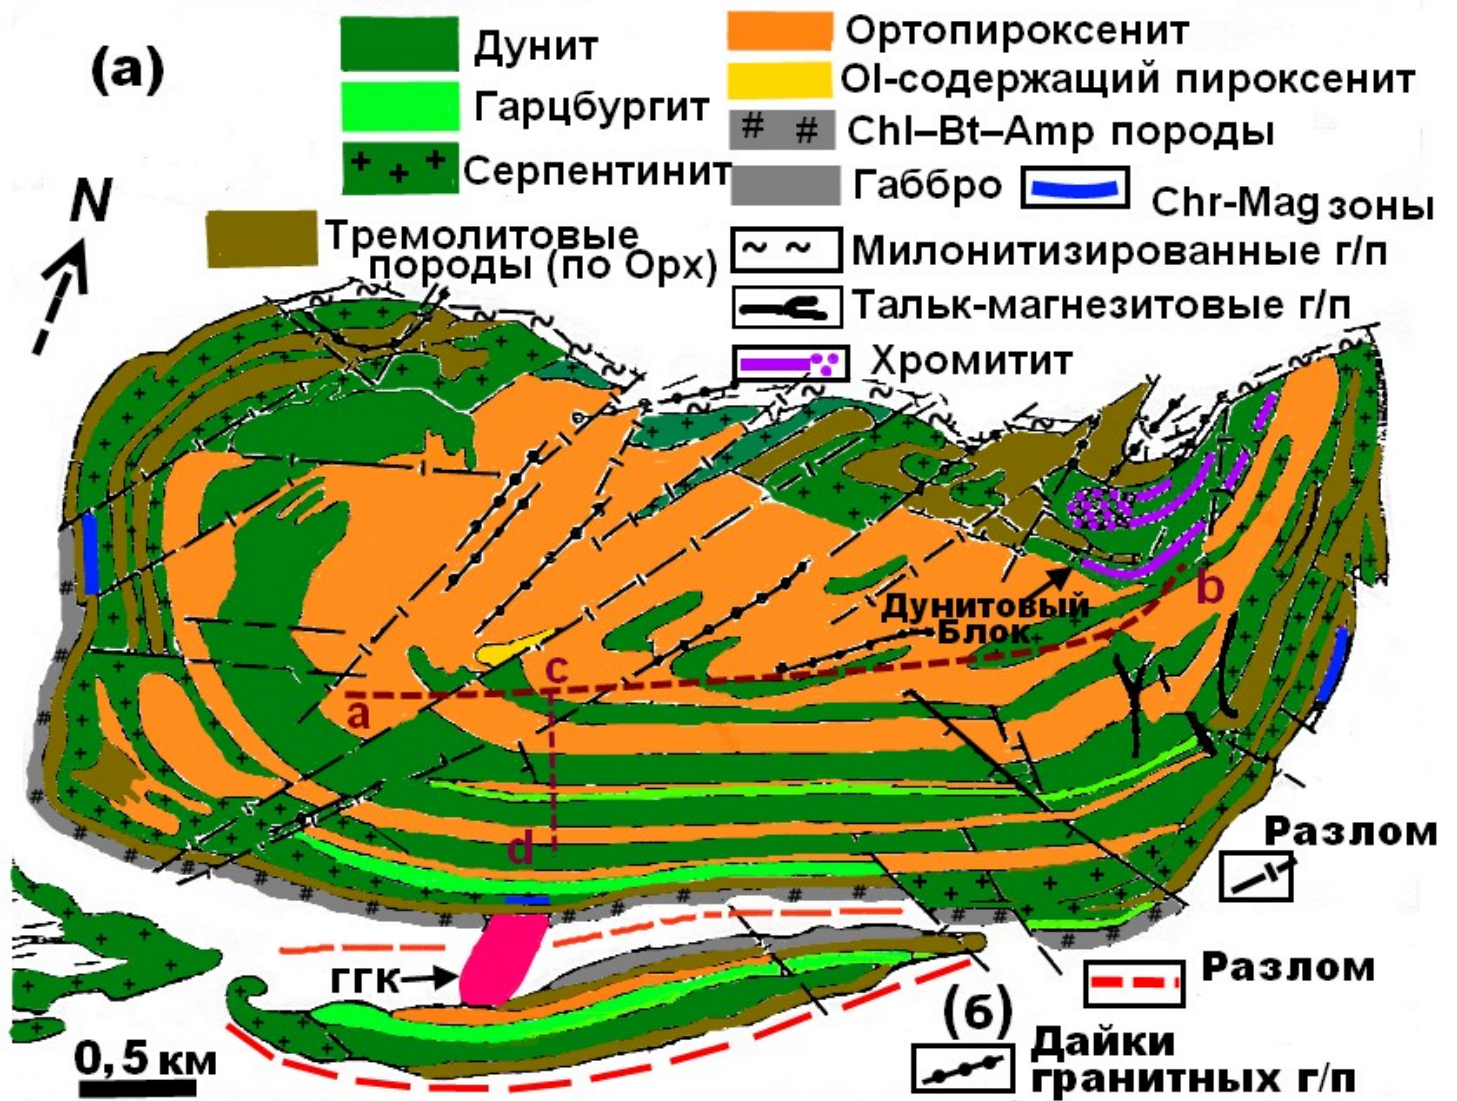 (а)
Дунит
Гарцбургит
Серпентинит
Тремолитовые
породы (по Opx)
Ортопироксенит
Ol-содержащий пироксенит
# # Chl–Bt–Amp породы
Габбро
Chr-Mag зоны
Милонитизированные г/п
Тальк-магнезитовые г/п
Хромитит
N
Дунитовый
Блок
b
c
a
d
Разлом
ГГК
Разлом
(б)
0,5 км
Дайки
гранитных г/п